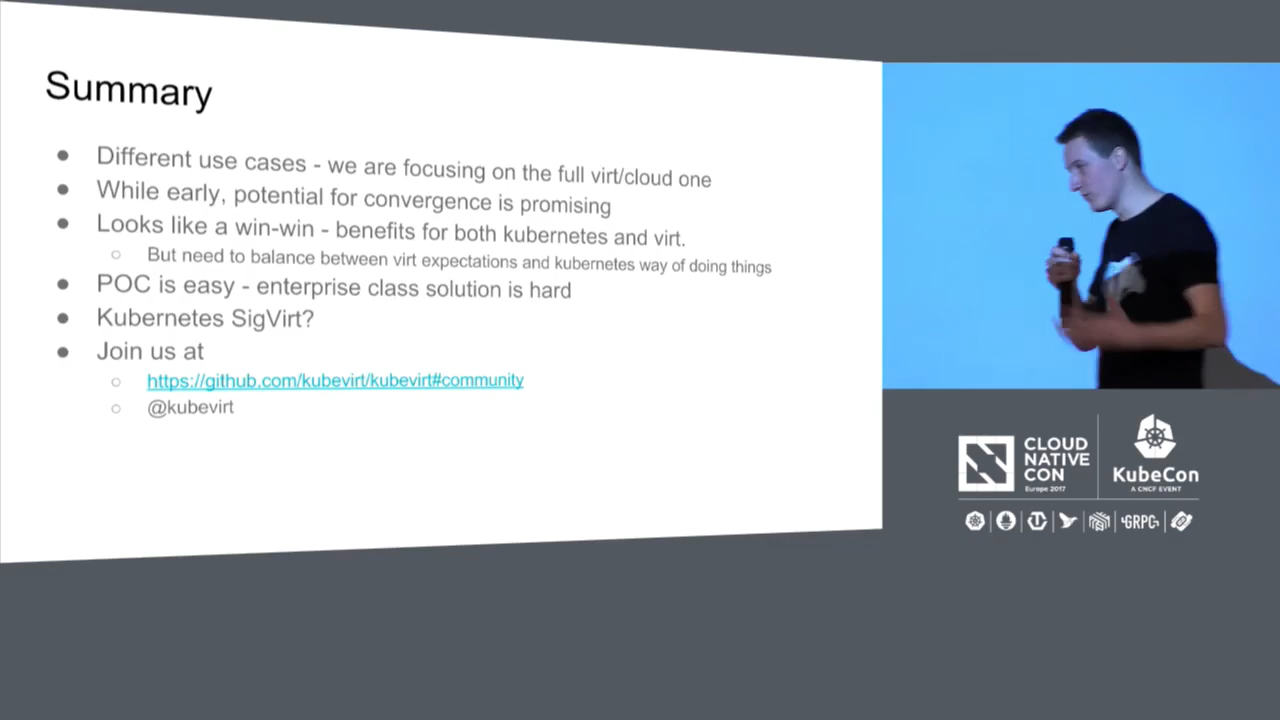 Summary
● Different use cases - we are focusing on the full virt/cloud one
● While early, potential for convergence is promising
● Looks like a win-win - benefits for both kubernetes and virt.
○ But need to balance between virt expectations and kubernetes way of doing things
● POC is easy - enterprise class solution is hard
● Kubernetes SigVirt?
● Join us at
○ https://github.com/kubevirt/kubevirt#community
○ @kubevirt
CLOUD
NATIVE
CON
Europe 2017
KubeCon
A CNCF EVENT
GRPC